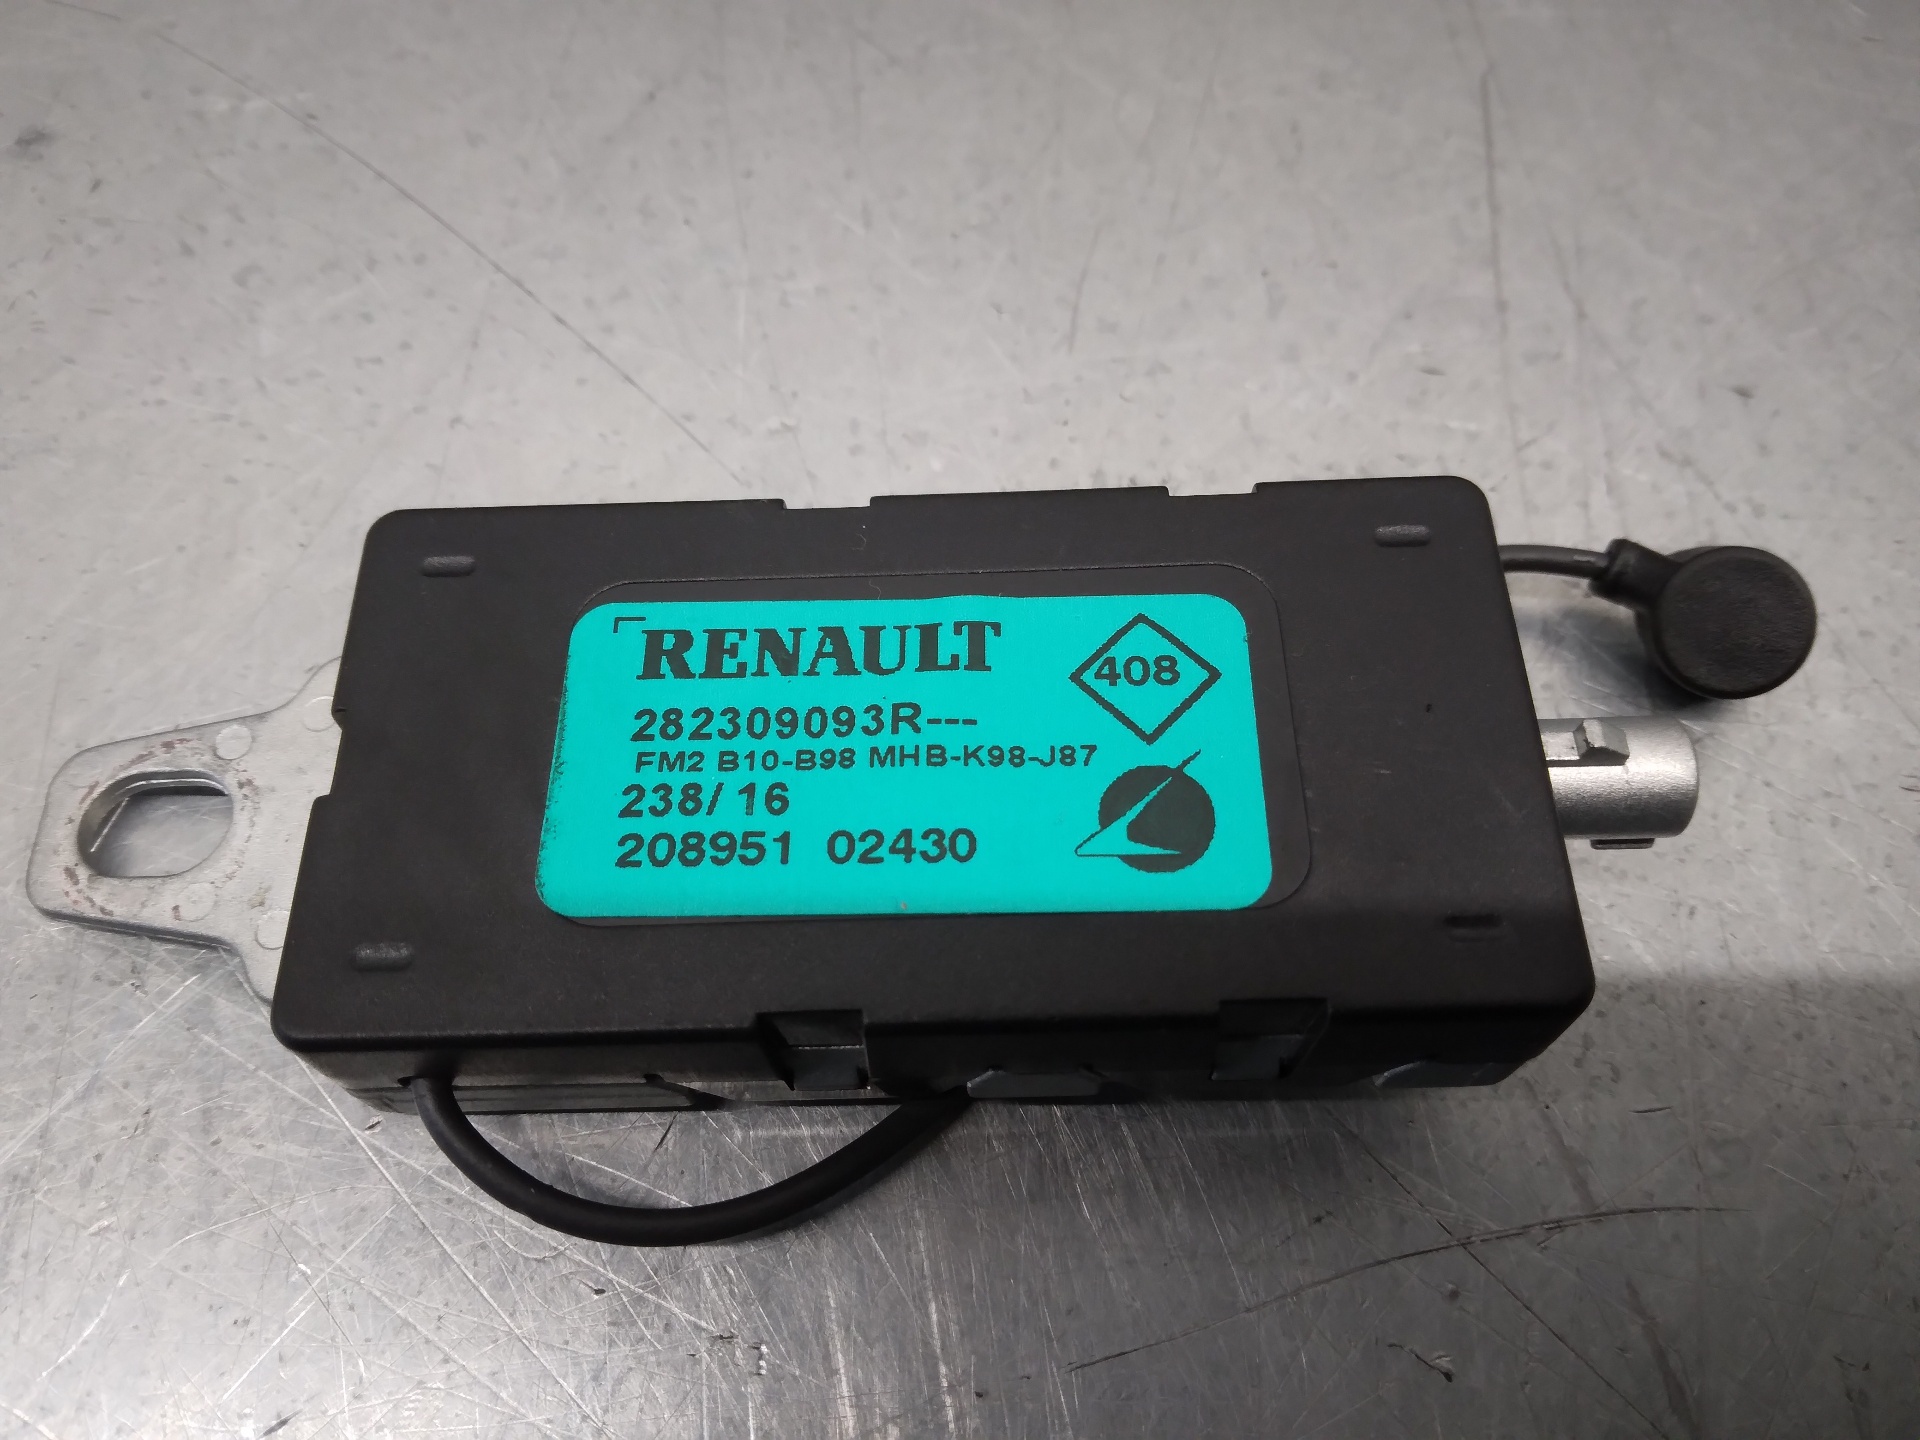 RENAULT
408
282309093R---
FM2 B10-B98 MHB-K98-J87
238/ 16
208951 02430